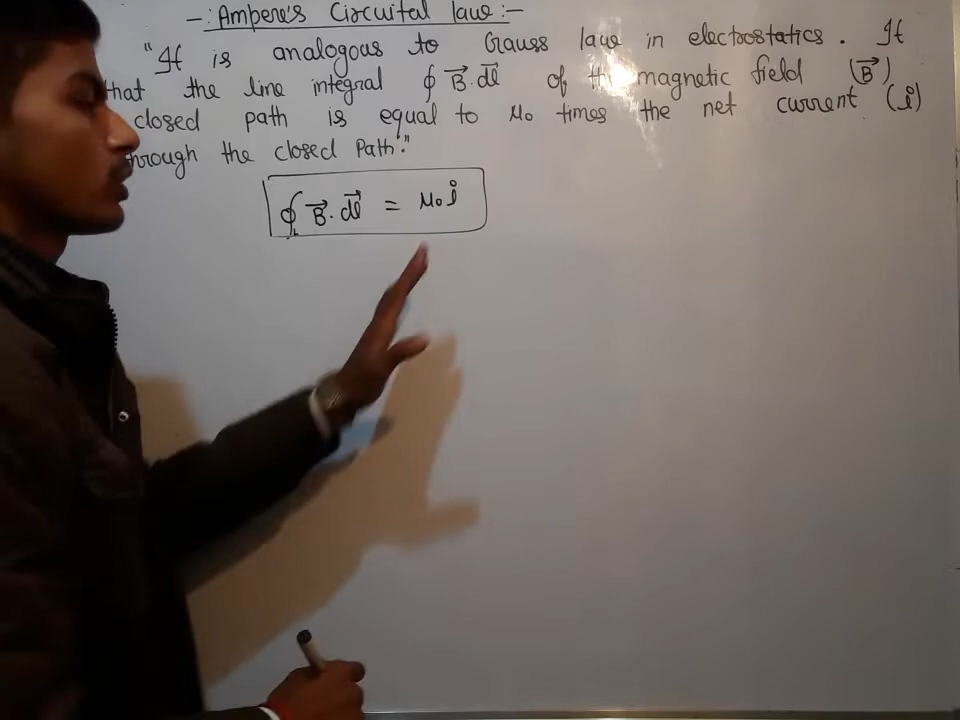 -: Ampere's Circuital law :-
"It is analogous to Gauss law in electrostatics. It
that the line integral ∮ B⃗.dl⃗ of the magnetic field (B⃗)
closed path is equal to μ₀ times the net current (i)
through the closed Path."
∮ B⃗.dl⃗ = μ₀i